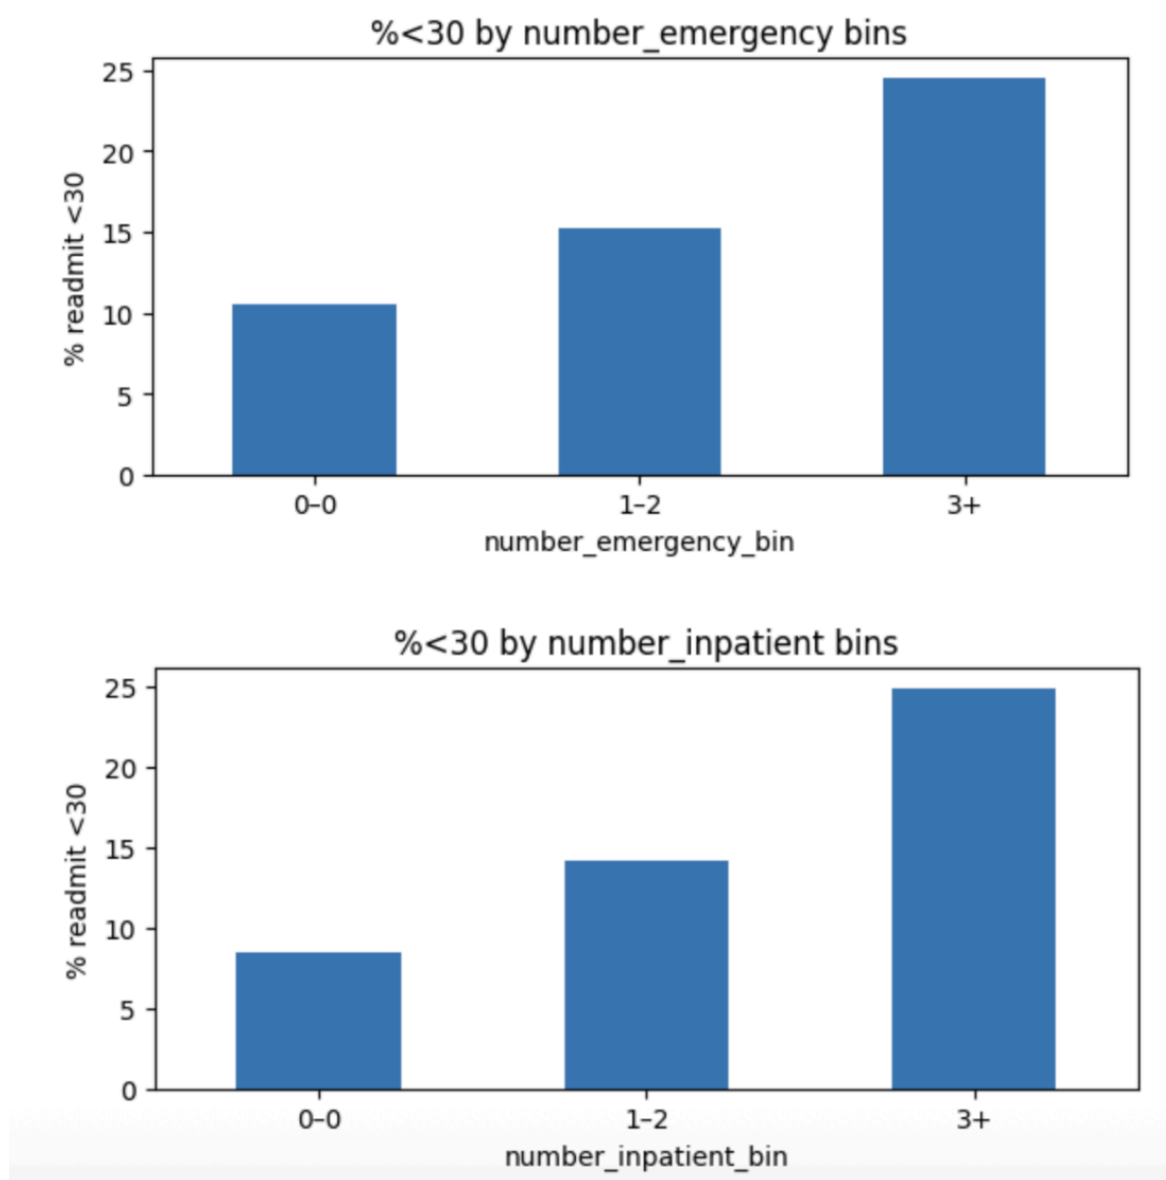 %<30 by number_emergency bins
% readmit <30
25
20
15
10
5
0
0–0 1–2 3+
number_emergency_bin
%<30 by number_inpatient bins
% readmit <30
25
20
15
10
5
0
0–0 1–2 3+
number_inpatient_bin